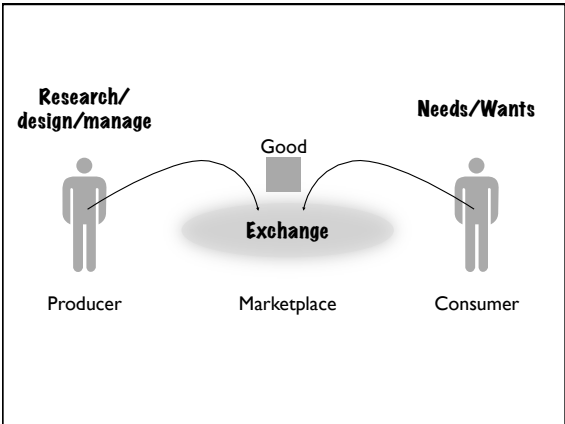 Research/
design/manage
Needs/Wants
Good
Exchange
Producer
Marketplace
Consumer